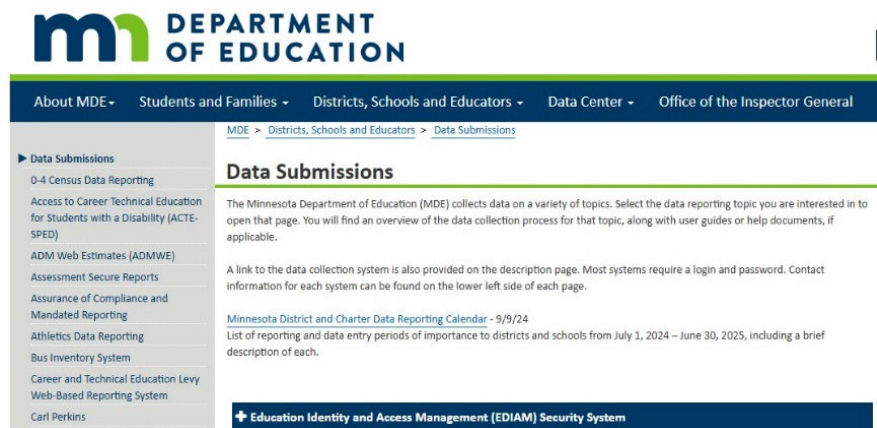 DEPARTMENT
OF EDUCATION
About MDE Students and Families Districts, Schools and Educators Data Center Office of the Inspector General
MDE > Districts, Schools and Educators > Data Submissions
Data Submissions
0-4 Census Data Reporting
Access to Career Technical Education
for Students with a Disability (ACTE-
SPED)
ADM Web Estimates (ADMWE)
Assessment Secure Reports
Assurance of Compliance and
Mandated Reporting
Athletics Data Reporting
Bus Inventory System
Career and Technical Education Levy
Web-Based Reporting System
Carl Perkins
Data Submissions
The Minnesota Department of Education (MDE) collects data on a variety of topics. Select the data reporting topic you are interested in to
open that page. You will find an overview of the data collection process for that topic, along with user guides or help documents, if
applicable.
A link to the data collection system is also provided on the description page. Most systems require a login and password. Contact
information for each system can be found on the lower left side of each page.
Minnesota District and Charter Data Reporting Calendar - 9/9/24
List of reporting and data entry periods of importance to districts and schools from July 1, 2024 – June 30, 2025, including a brief
description of each.
+ Education Identity and Access Management (EDIAM) Security System